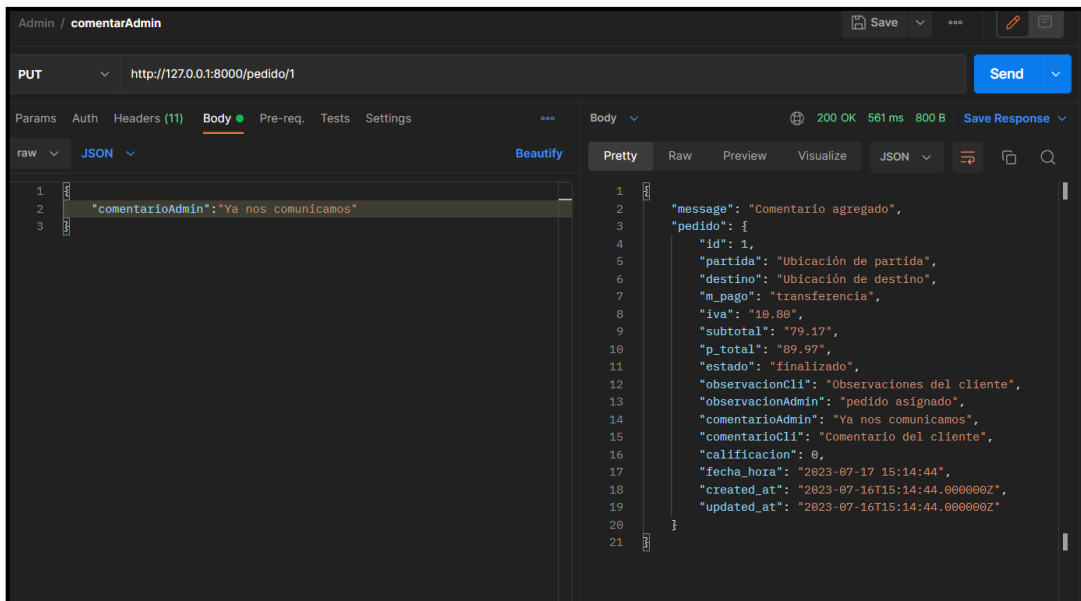 Admin / comentarAdmin
Save
PUT http://127.0.0.1:8000/pedido/1 Send
Params Auth Headers (11) Body Pre-req. Tests Settings
raw JSON Beautify
1 {
2 "comentarioAdmin":"Ya nos comunicamos"
3 }
Body 200 OK 561 ms 800 B Save Response
Pretty Raw Preview Visualize JSON
1 {
2 "message": "Comentario agregado",
3 "pedido": {
4 "id": 1,
5 "partida": "Ubicación de partida",
6 "destino": "Ubicación de destino",
7 "m_pago": "transferencia",
8 "iva": "10.80",
9 "subtotal": "79.17",
10 "p_total": "89.97",
11 "estado": "finalizado",
12 "observacionCli": "Observaciones del cliente",
13 "observacionAdmin": "pedido asignado",
14 "comentarioAdmin": "Ya nos comunicamos",
15 "comentarioCli": "Comentario del cliente",
16 "calificacion": 0,
17 "fecha_hora": "2023-07-17 15:14:44",
18 "created_at": "2023-07-16T15:14:44.000000Z",
19 "updated_at": "2023-07-16T15:14:44.000000Z"
20 }
21 }